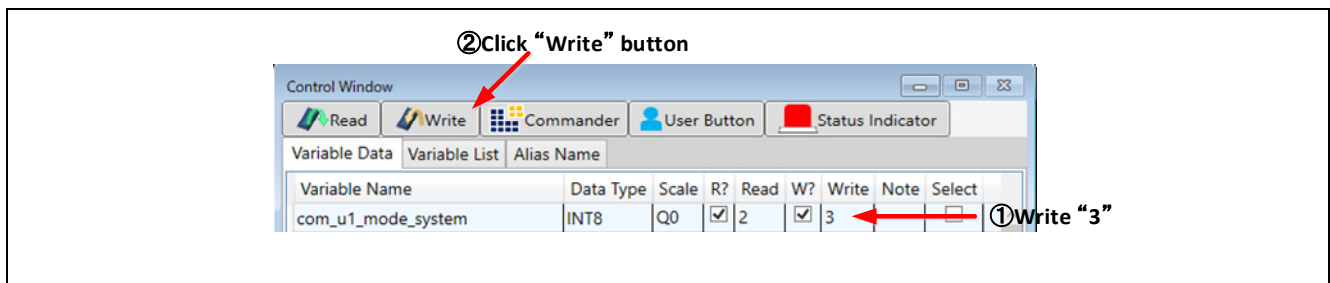 ②Click “Write” button
Control Window
Read Write Commander User Button Status Indicator
Variable Data Variable List Alias Name
Variable Name Data Type Scale R? Read W? Write Note Select
com_u1_mode_system INT8 Q0 2 3
①Write “3”